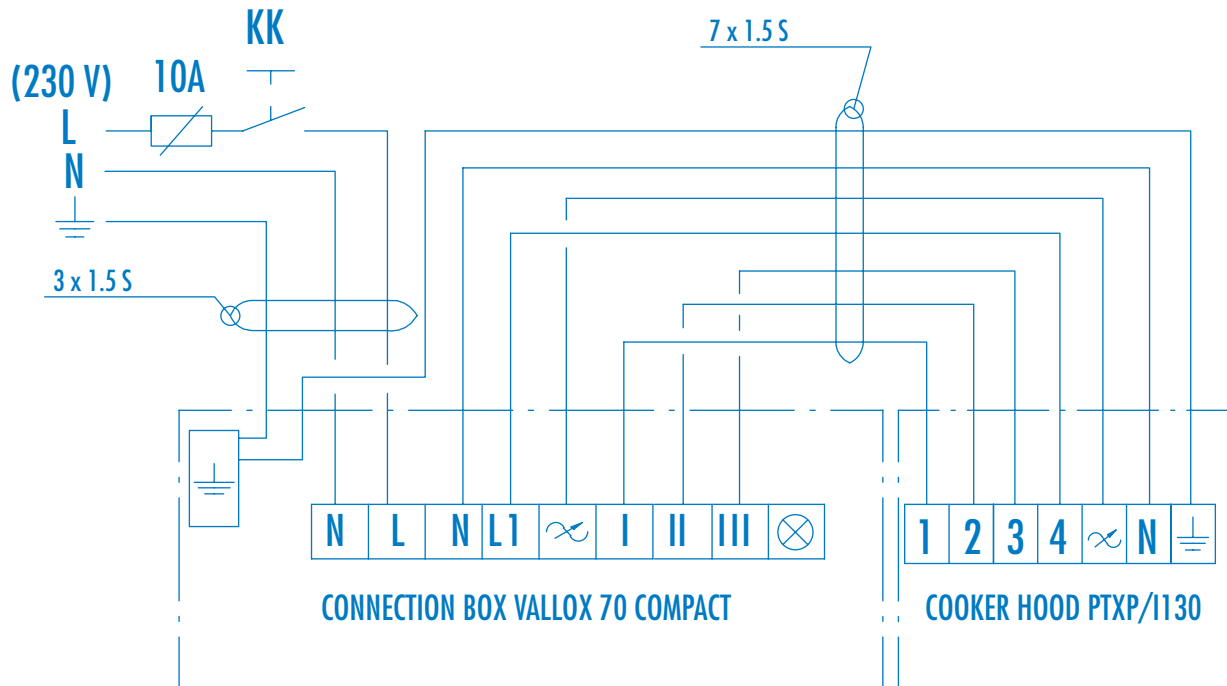 KK
7 x 1.5 S
(230 V)
10A
L
N
3 x 1.5 S
N L N L1 I II III
1 2 3 4 N
CONNECTION BOX VALLOX 70 COMPACT
COOKER HOOD PTXP/I130